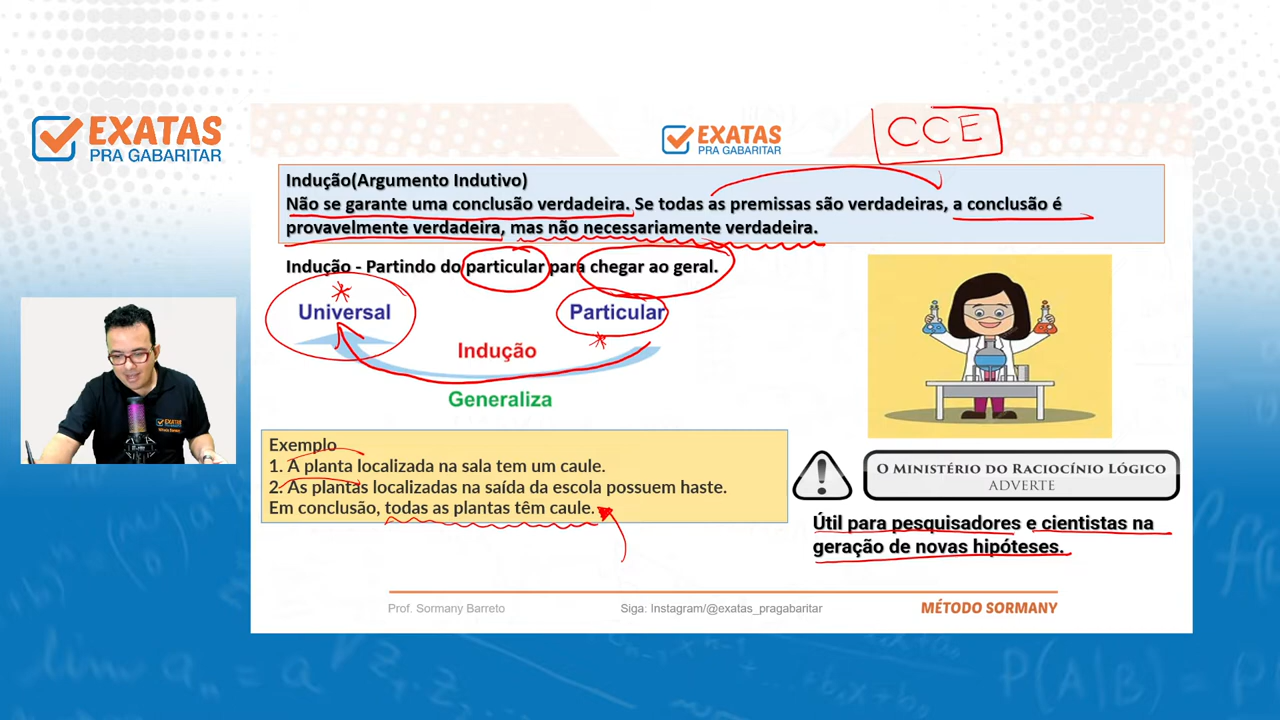 EXATAS
PRA GABARITAR
EXATAS
PRA GABARITAR
CCE
Indução(Argumento Indutivo)
Não se garante uma conclusão verdadeira. Se todas as premissas são verdadeiras, a conclusão é
provavelmente verdadeira, mas não necessariamente verdadeira.
Indução - Partindo do particular para chegar ao geral.
Universal
Particular
Indução
Generaliza
Exemplo
1. A planta localizada na sala tem um caule.
2. As plantas localizadas na saída da escola possuem haste.
Em conclusão, todas as plantas têm caule.
O Ministério do Raciocínio Lógico
ADVERTE
Útil para pesquisadores e cientistas na
geração de novas hipóteses.
Prof. Sormany Barreto
Siga: Instagram/@exatas_pragabaritar
MÉTODO SORMANY